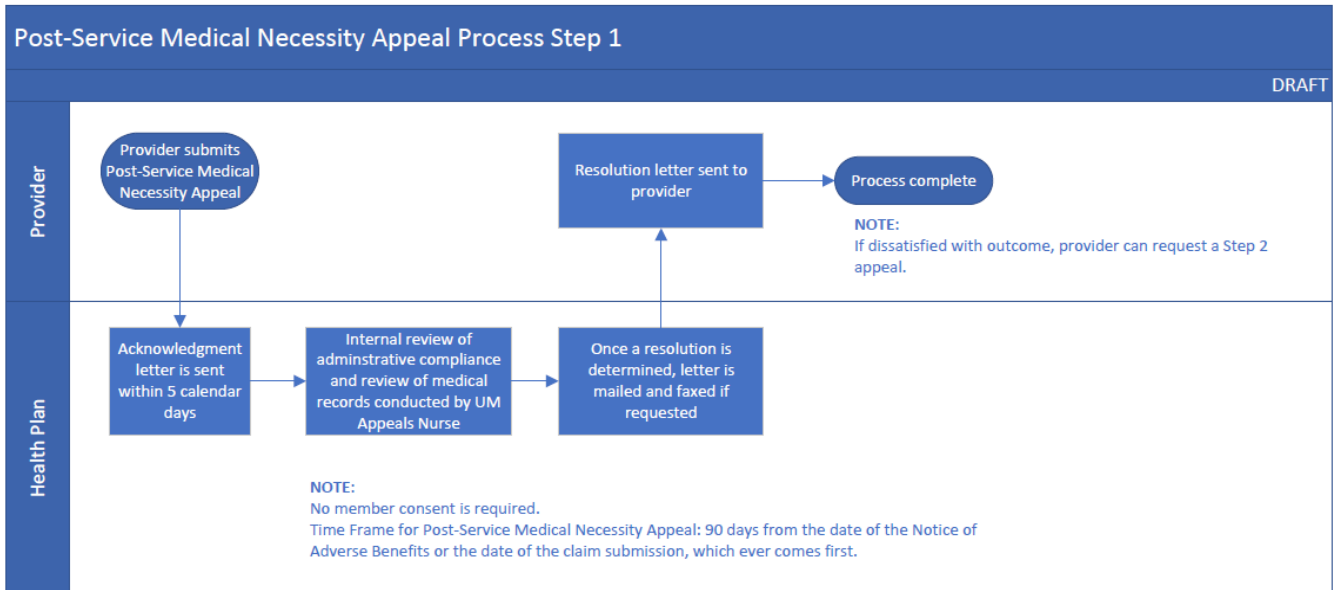 Post-Service Medical Necessity Appeal Process Step 1
DRAFT
Provider
Provider submits
Post-Service Medical
Necessity Appeal
Resolution letter sent to
provider
Process complete
NOTE:
If dissatisfied with outcome, provider can request a Step 2
appeal.
Health Plan
Acknowledgment
letter is sent
within 5 calendar
days
Internal review of
adminstrative compliance
and review of medical
records conducted by UM
Appeals Nurse
Once a resolution is
determined, letter is
mailed and faxed if
requested
NOTE:
No member consent is required.
Time Frame for Post-Service Medical Necessity Appeal: 90 days from the date of the Notice of
Adverse Benefits or the date of the claim submission, which ever comes first.